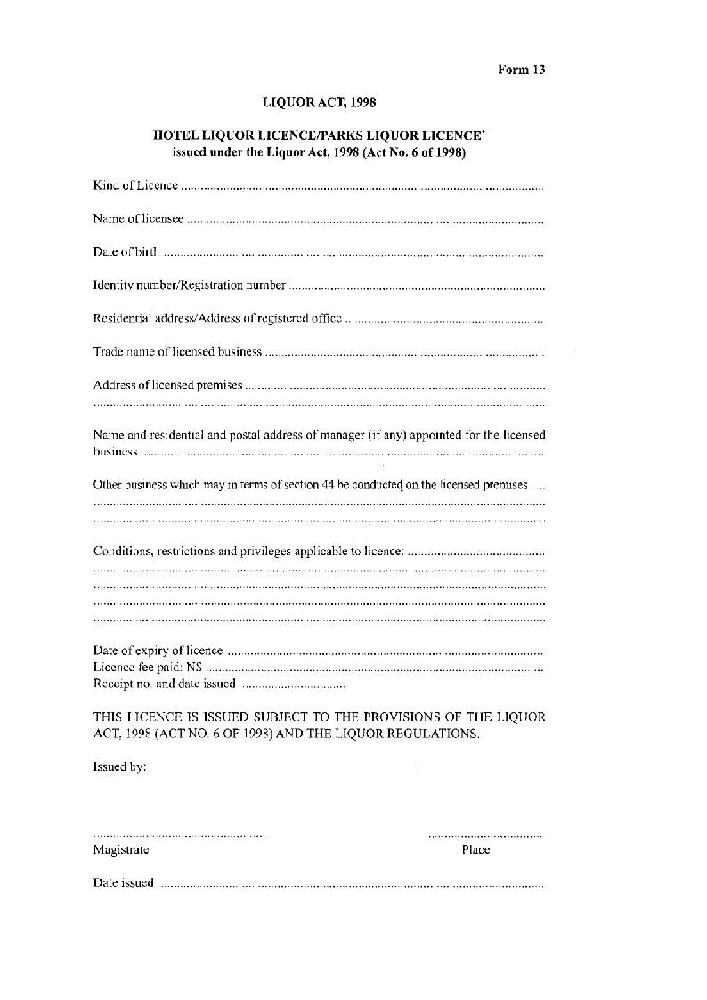 Form 13
LIQUOR ACT, 1998
HOTEL LIQUOR LICENCE/PARKS LIQUOR LICENCE*
issued under the Liquor Act, 1998 (Act No. 6 of 1998)
Kind of Licence ..........
Name of licensee ..........
Date of birth ..........
Identity number/Registration number ..........
Residential address/Address of registered office ..........
Trade name of licensed business ..........
Address of licensed premises ..........
..........
Name and residential and postal address of manager (if any) appointed for the licensed
business ..........
Other business which may in terms of section 44 be conducted on the licensed premises ....
..........
..........
Conditions, restrictions and privileges applicable to licence: ..........
..........
..........
..........
..........
Date of expiry of licence ..........
Licence fee paid: N$ ..........
Receipt no. and date issued ..........
THIS LICENCE IS ISSUED SUBJECT TO THE PROVISIONS OF THE LIQUOR
ACT, 1998 (ACT NO. 6 OF 1998) AND THE LIQUOR REGULATIONS.
Issued by:
.......... ..........
Magistrate Place
Date issued ..........